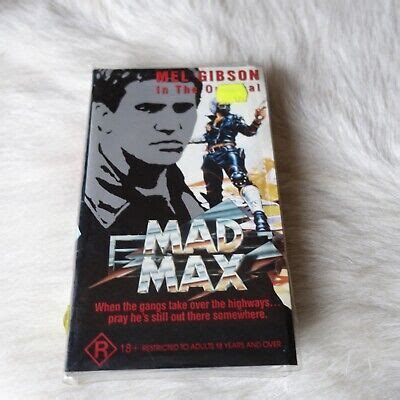 MEL GIBSON
In The
MAD
MAX
When the gangs take over the highways...
pray he's still out there somewhere.
R 18+ RESTRICTED TO ADULTS 18 YEARS AND OVER